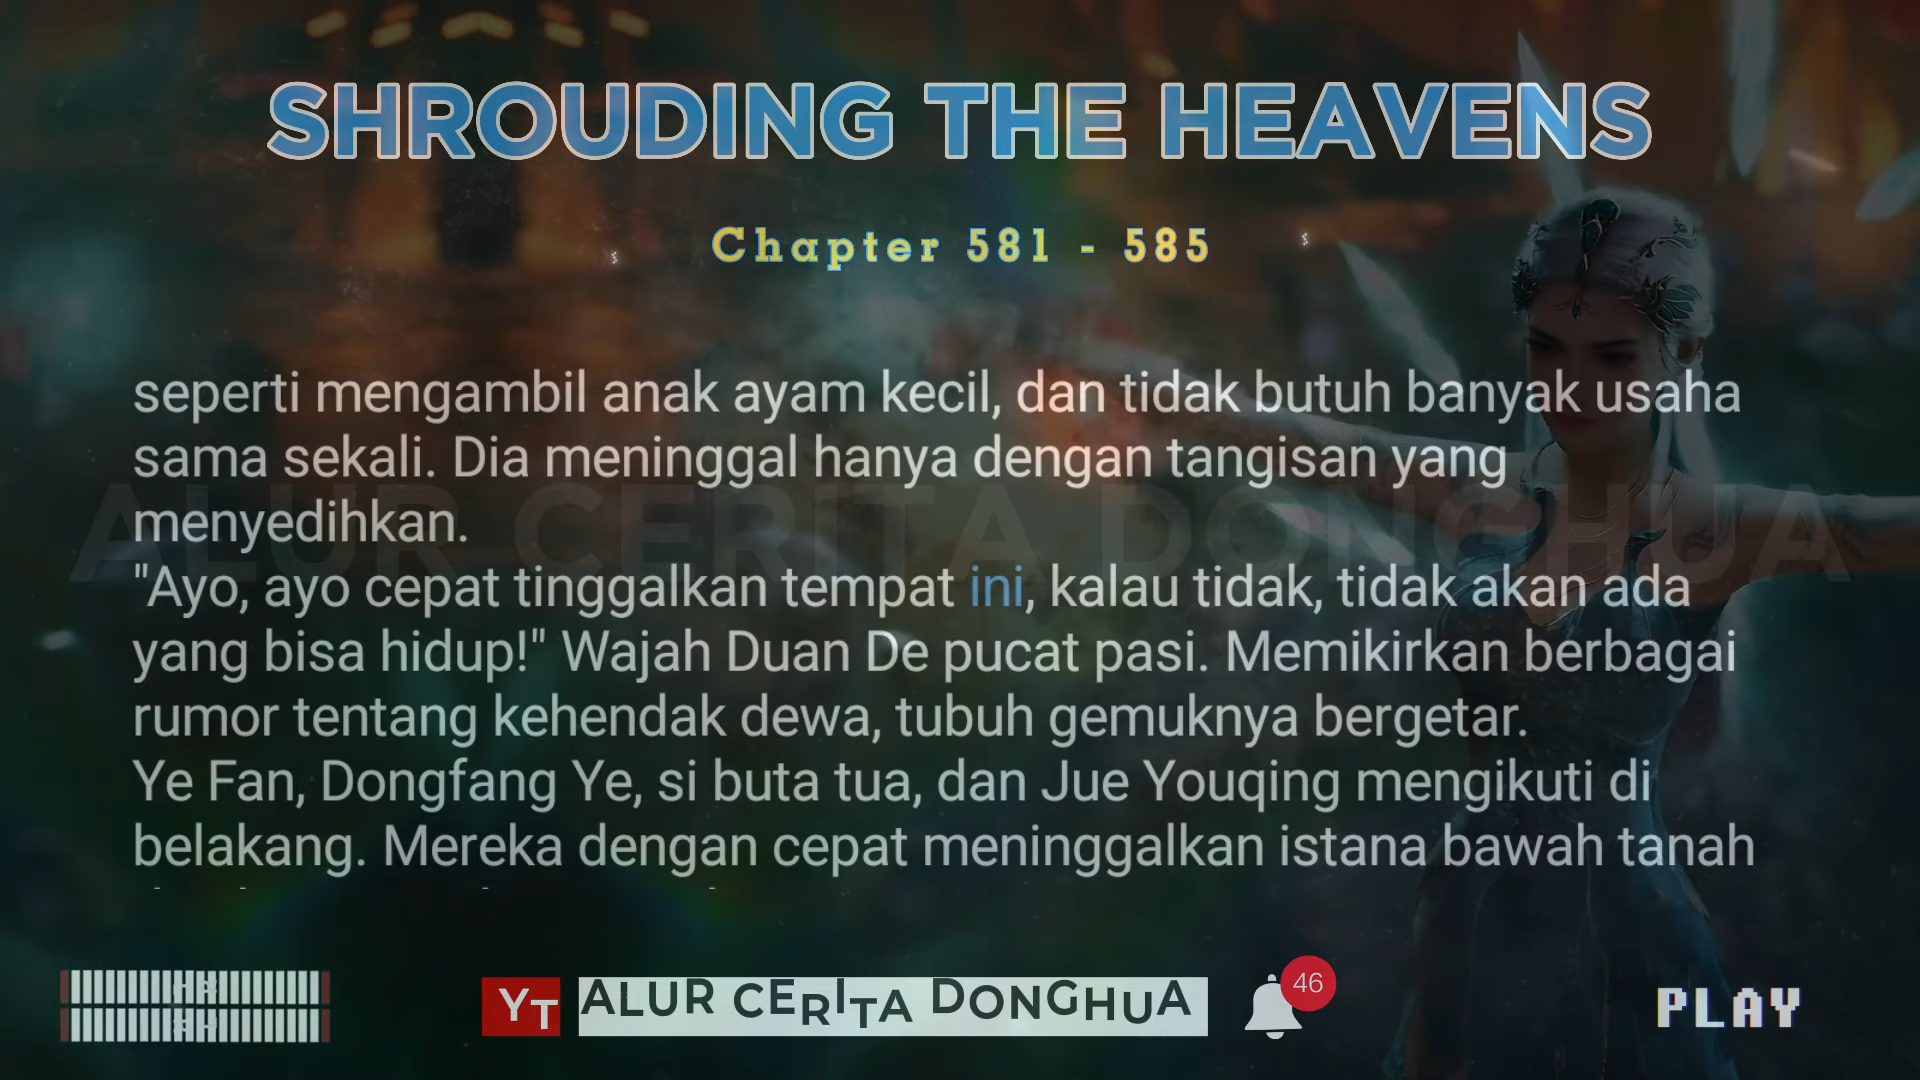 SHROUDING THE HEAVENS
Chapter 581 - 585
seperti mengambil anak ayam kecil, dan tidak butuh banyak usaha
sama sekali. Dia meninggal hanya dengan tangisan yang
menyedihkan.
"Ayo, ayo cepat tinggalkan tempat ini, kalau tidak, tidak akan ada
yang bisa hidup!" Wajah Duan De pucat pasi. Memikirkan berbagai
rumor tentang kehendak dewa, tubuh gemuknya bergetar.
Ye Fan, Dongfang Ye, si buta tua, dan Jue Youqing mengikuti di
belakang. Mereka dengan cepat meninggalkan istana bawah tanah
ALUR CERITA DONGHUA
YT ALUR CERITA DONGHUA
46
PLAY